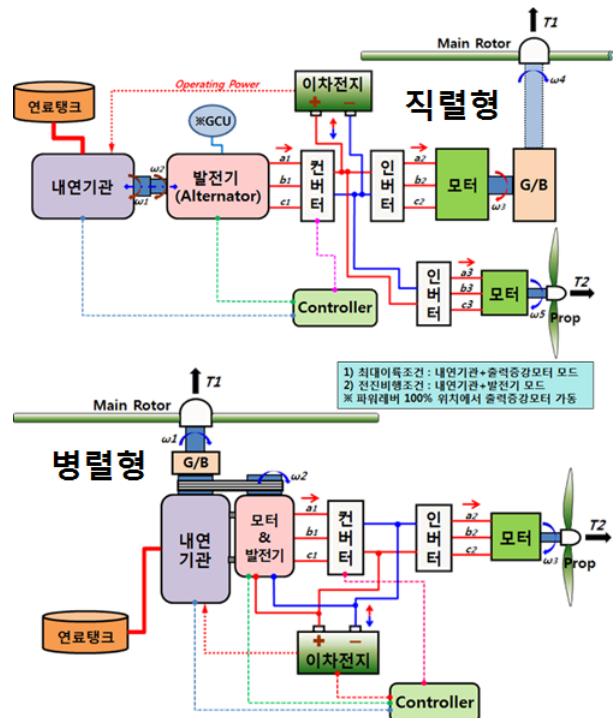 T1
Main Rotor
Operating Power
이차전지
+ −
직렬형
ω4
연료탱크
※GCU
내연기관
ω2
ω1
발전기
(Alternator)
a1
b1
c1
컨버터
인버터
a2
b2
c2
모터
ω3
G/B
Controller
인버터
a3
b3
c3
모터
ω5
T2
Prop
1) 최대이륙조건 : 내연기관+출력증강모터 모드
2) 전진비행조건 : 내연기관+발전기 모드
※ 파워레버 100% 위치에서 출력증강모터 가동
T1
Main Rotor
ω1
병렬형
G/B
ω2
내연
기관
모터
&
발전기
a1
b1
c1
컨버터
인버터
a2
b2
c2
모터
ω3
T2
Prop
연료탱크
+ −
이차전지
Controller